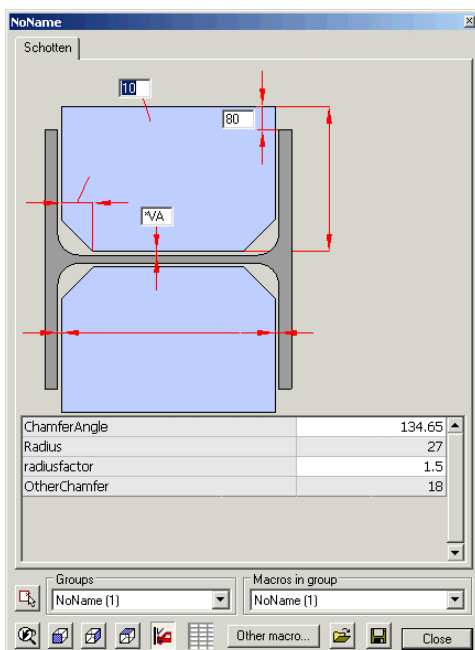 NoName
Schotten
10
80
*VA
ChamferAngle 134.65
Radius 27
radiusfactor 1.5
OtherChamfer 18
Groups Macros in group
NoName (1) NoName (1)
Other macro... Close